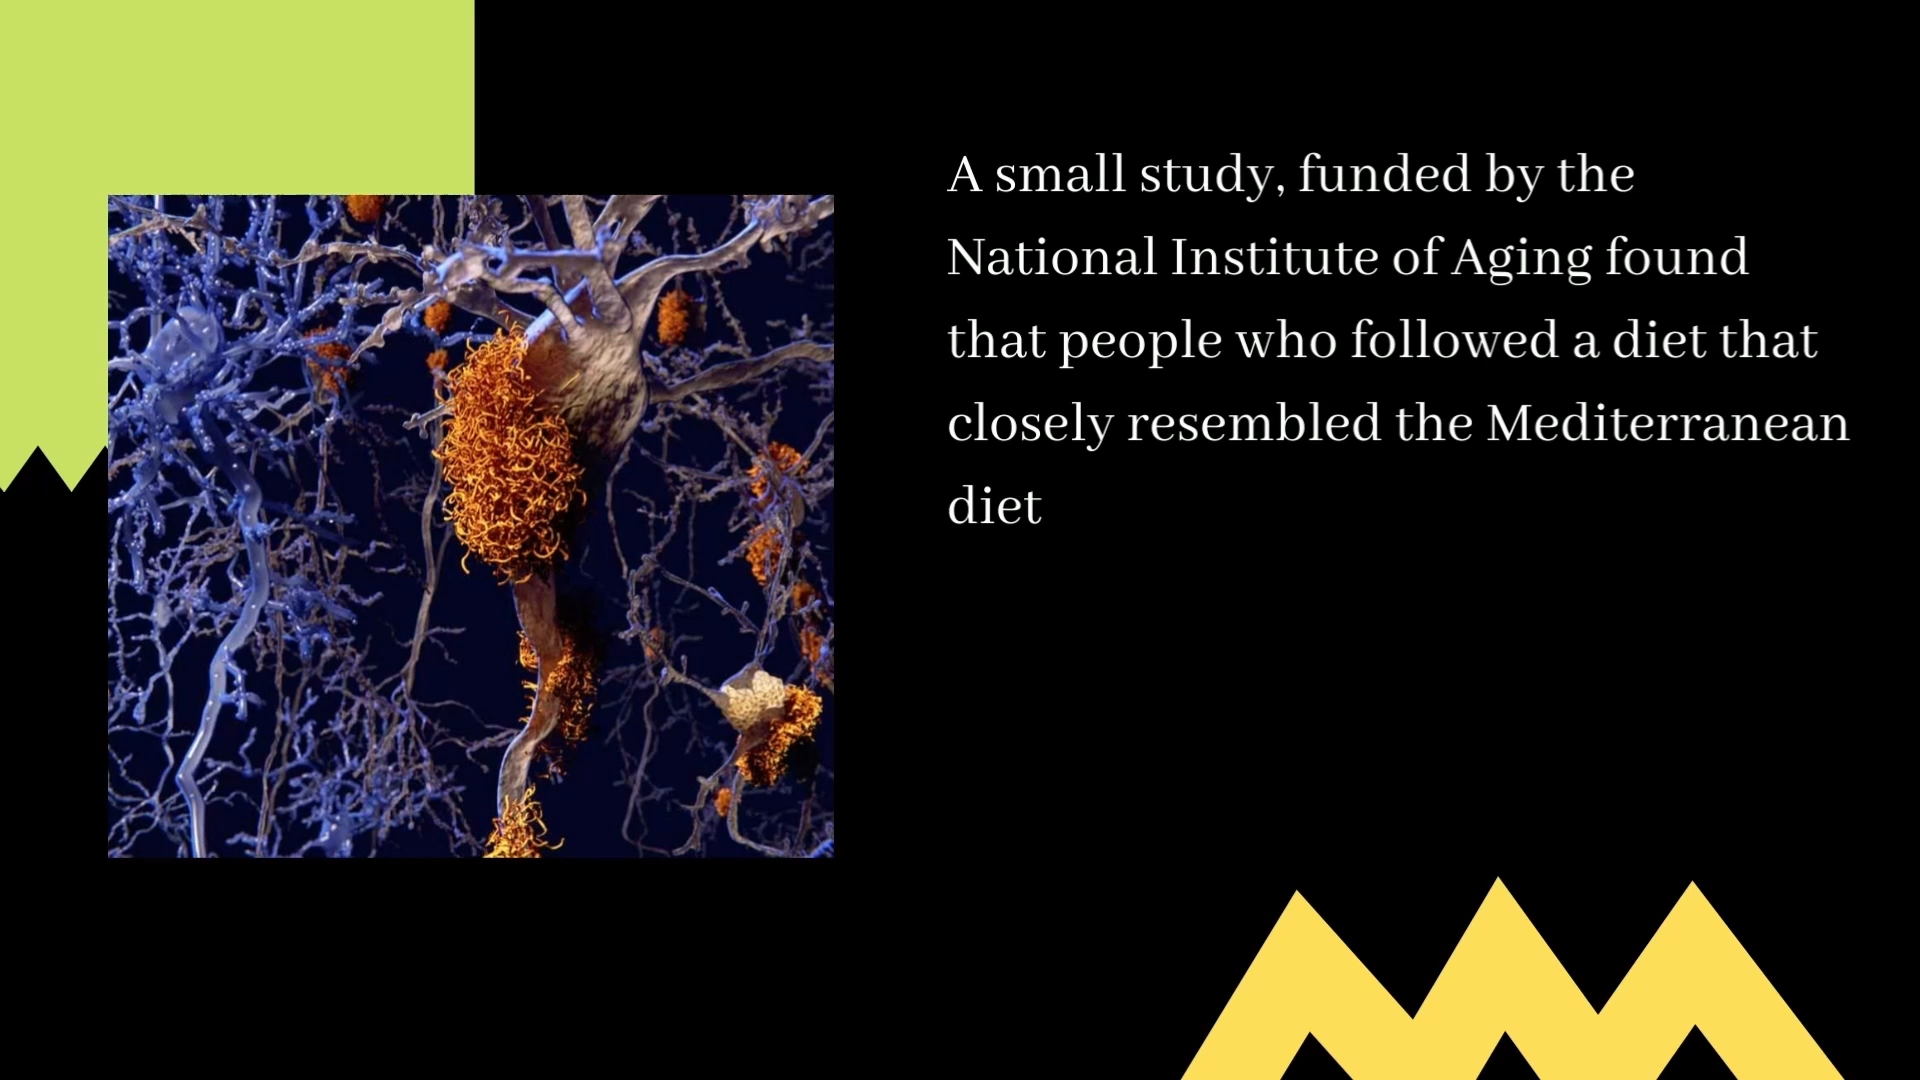 A small study, funded by the
National Institute of Aging found
that people who followed a diet that
closely resembled the Mediterranean
diet